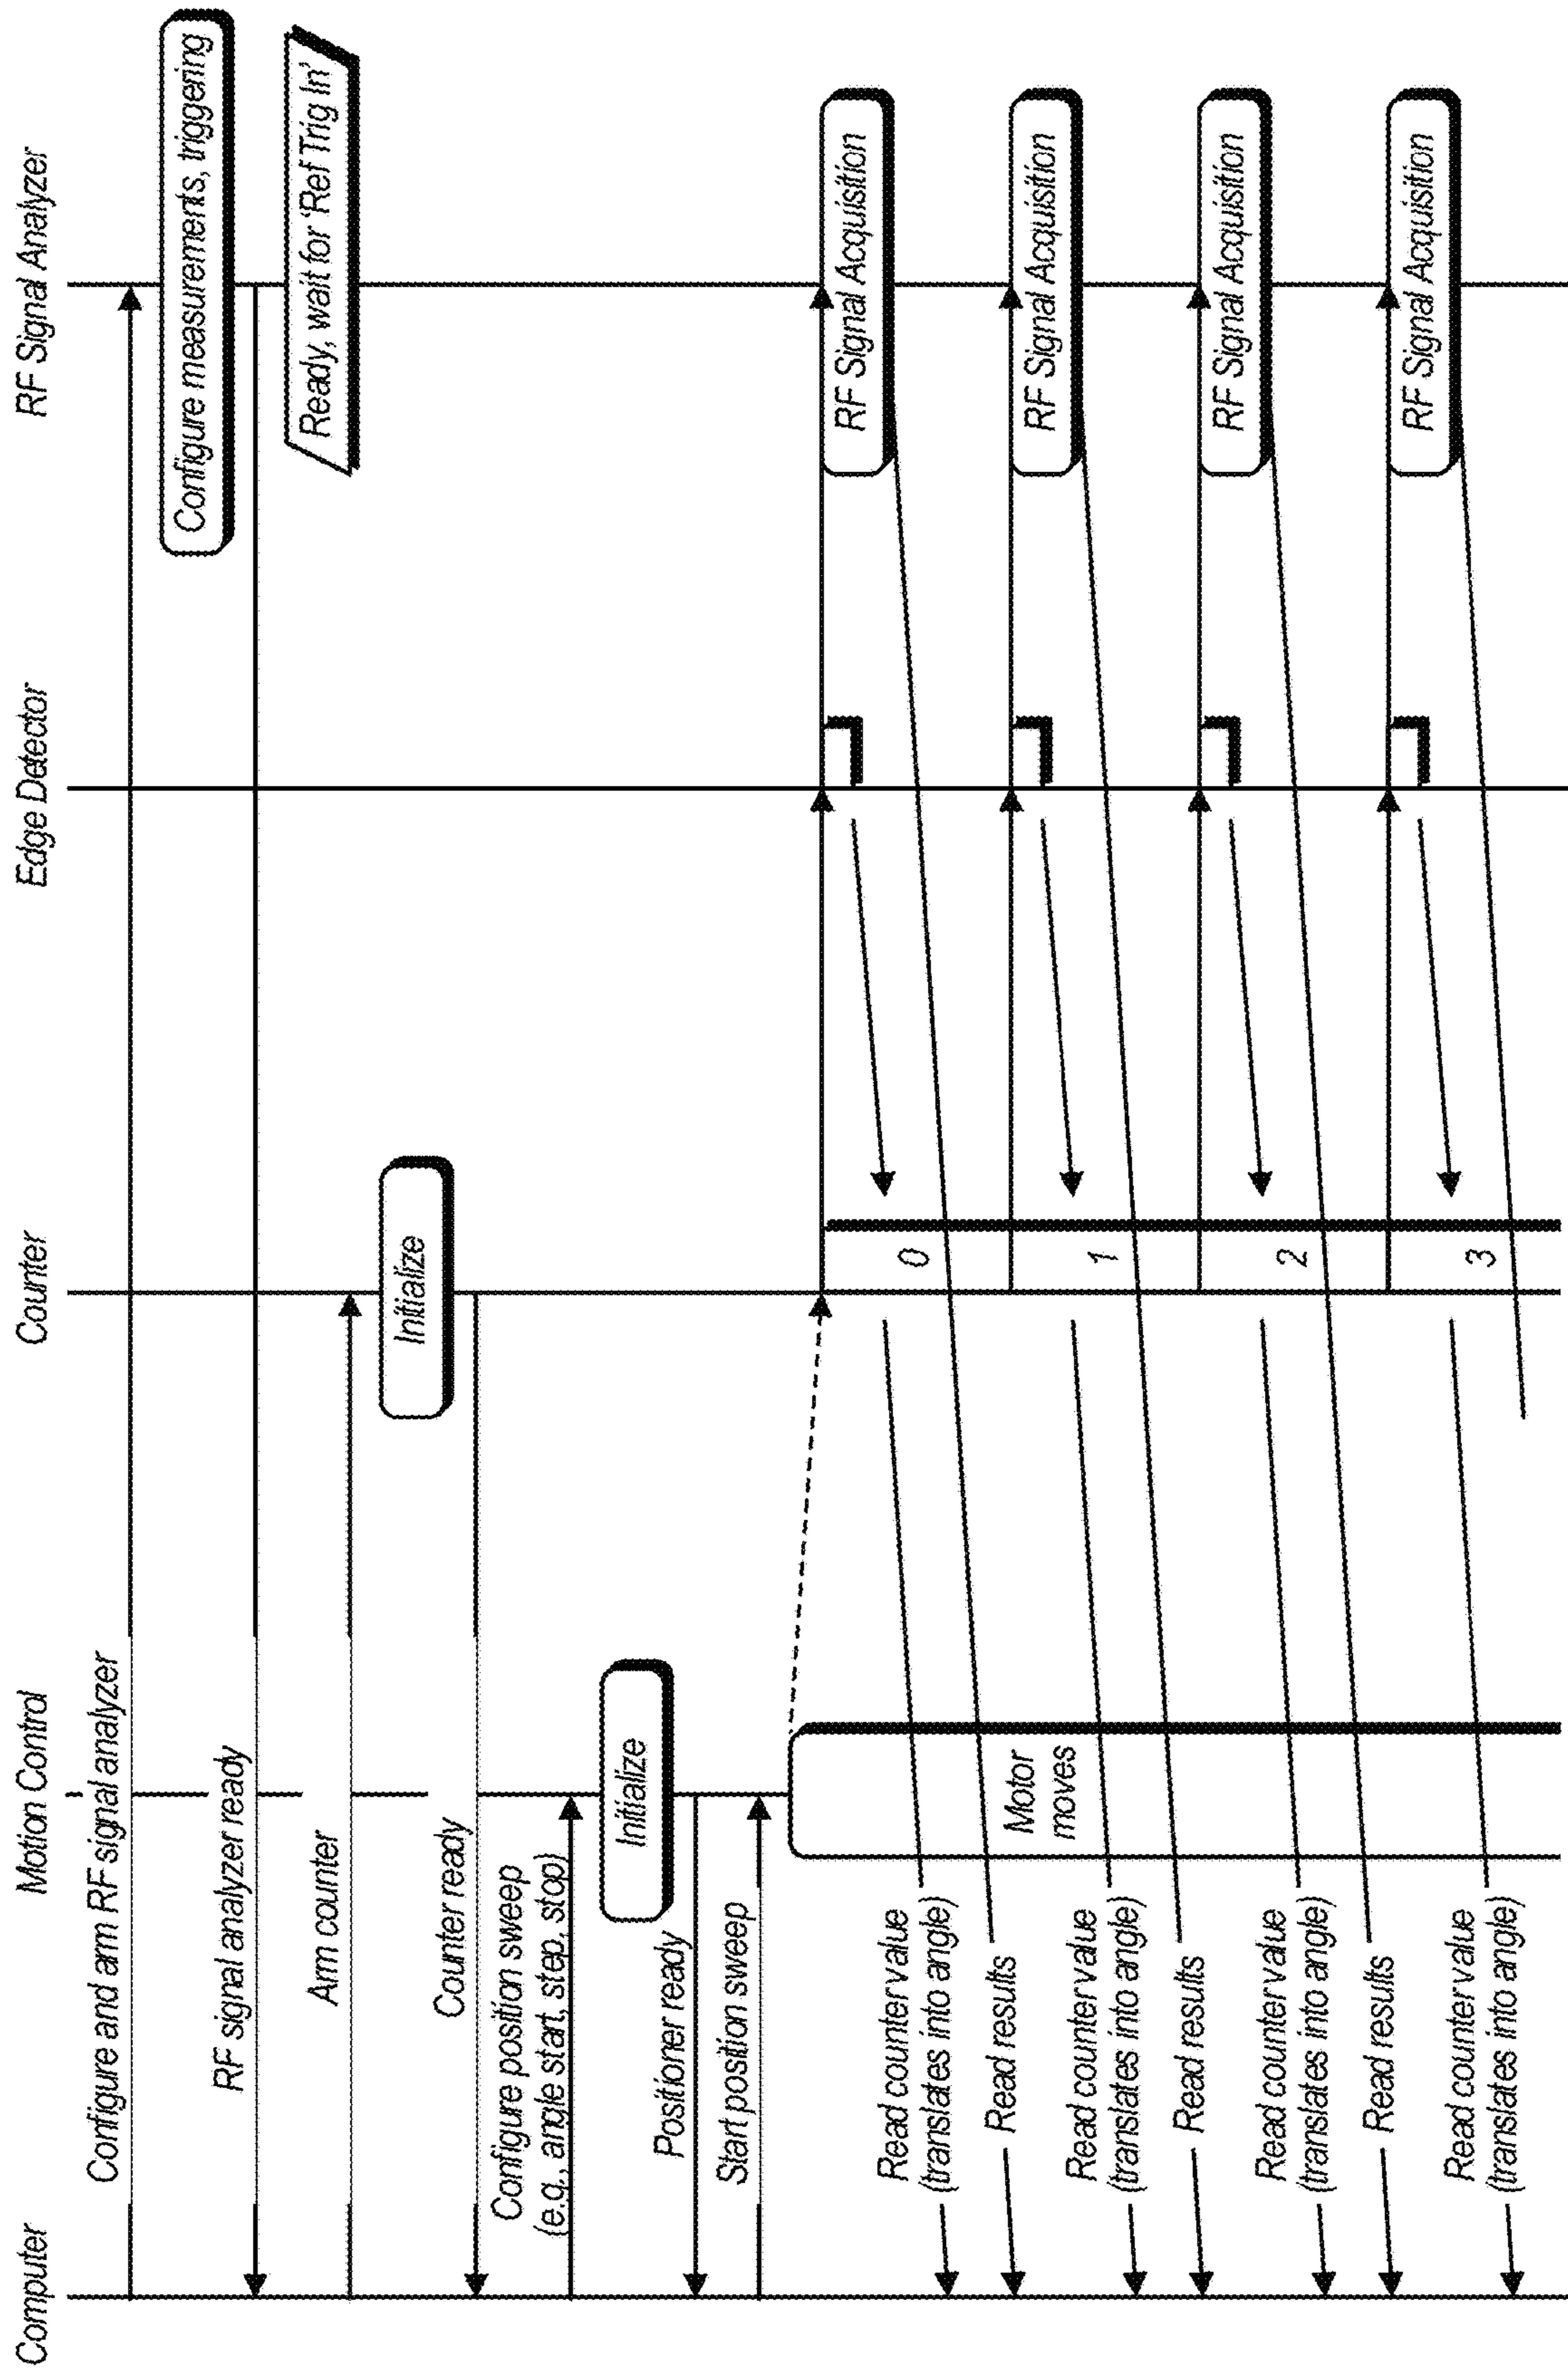 Computer
Motion Control
Counter
Edge Detector
RF Signal Analyzer
Configure and arm RF signal analyzer
Configure measurements, triggering
RF signal analyzer ready
Ready, wait for 'Ref Trig In'
Arm counter
Initialize
Counter ready
Configure position sweep
(e.g., angle start, step, stop)
Initialize
Positioner ready
Start position sweep
Motor
moves
RF Signal Acquisition
0
Read counter value
(translates into angle)
Read results
RF Signal Acquisition
1
Read counter value
(translates into angle)
Read results
RF Signal Acquisition
2
Read counter value
(translates into angle)
Read results
RF Signal Acquisition
3
Read counter value
(translates into angle)